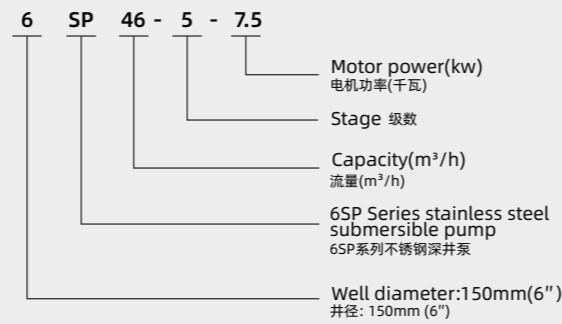 6 SP 46 - 5 - 7.5
Motor power(kw)
电机功率(千瓦)
Stage 级数
Capacity(m³/h)
流量(m³/h)
6SP Series stainless steel
submersible pump
6SP系列不锈钢深井泵
Well diameter:150mm(6″)
井径: 150mm (6″)